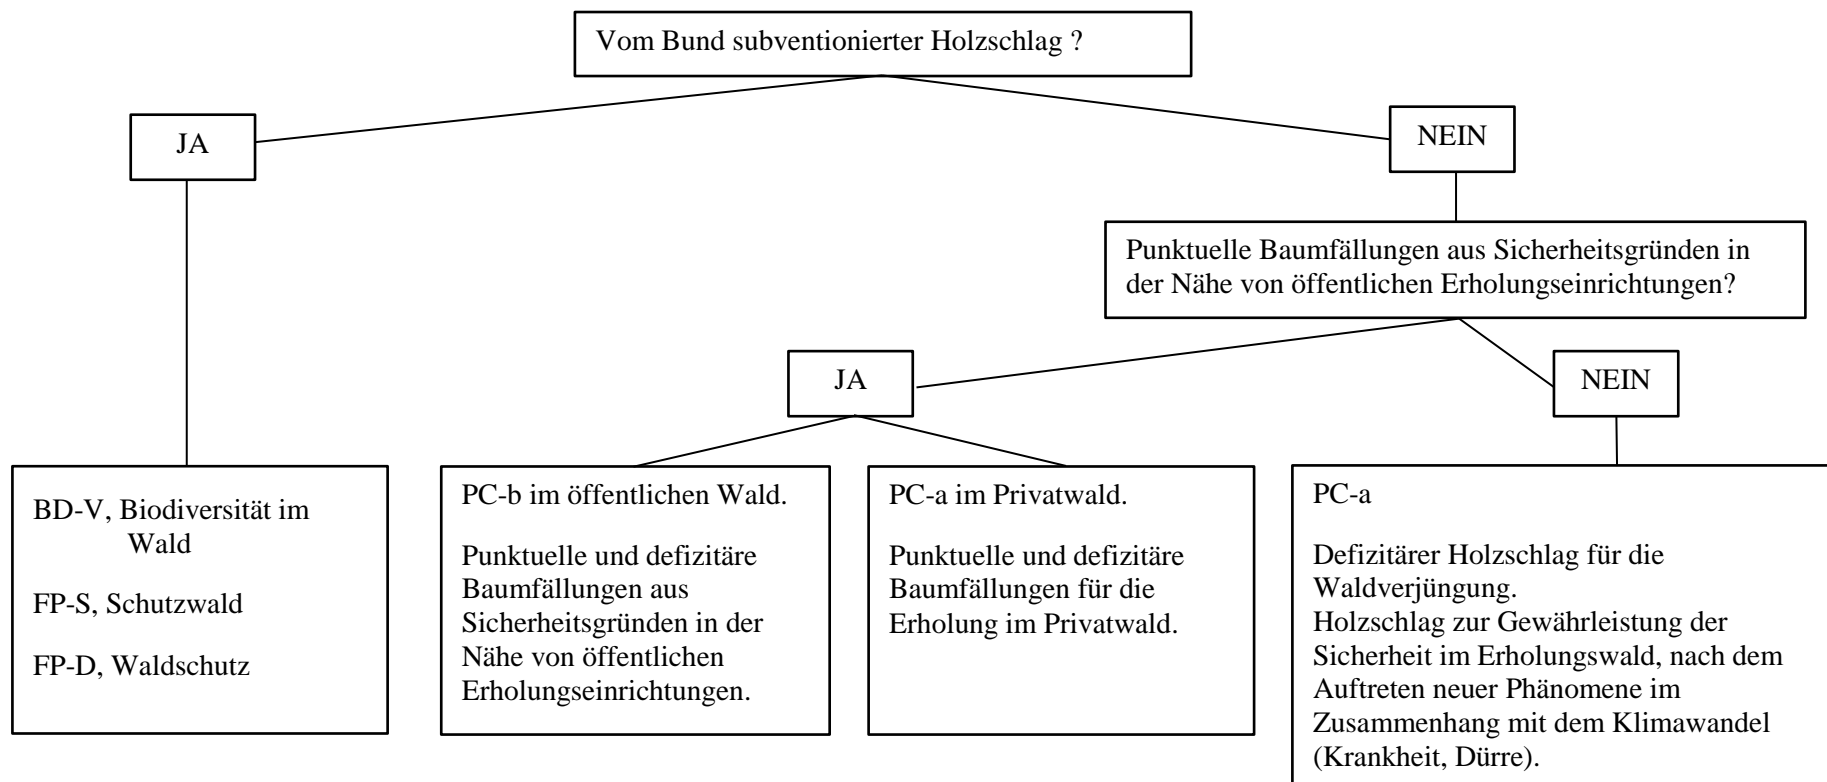 Vom Bund subventionierter Holzschlag ?
JA
NEIN
Punktuelle Baumfällungen aus Sicherheitsgründen in
der Nähe von öffentlichen Erholungseinrichtungen?
JA
NEIN
BD-V, Biodiversität im
Wald
FP-S, Schutzwald
FP-D, Waldschutz
PC-b im öffentlichen Wald.
Punktuelle und defizitäre
Baumfällungen aus
Sicherheitsgründen in der
Nähe von öffentlichen
Erholungseinrichtungen.
PC-a im Privatwald.
Punktuelle und defizitäre
Baumfällungen für die
Erholung im Privatwald.
PC-a
Defizitärer Holzschlag für die
Waldverjüngung.
Holzschlag zur Gewährleistung der
Sicherheit im Erholungswald, nach dem
Auftreten neuer Phänomene im
Zusammenhang mit dem Klimawandel
(Krankheit, Dürre).